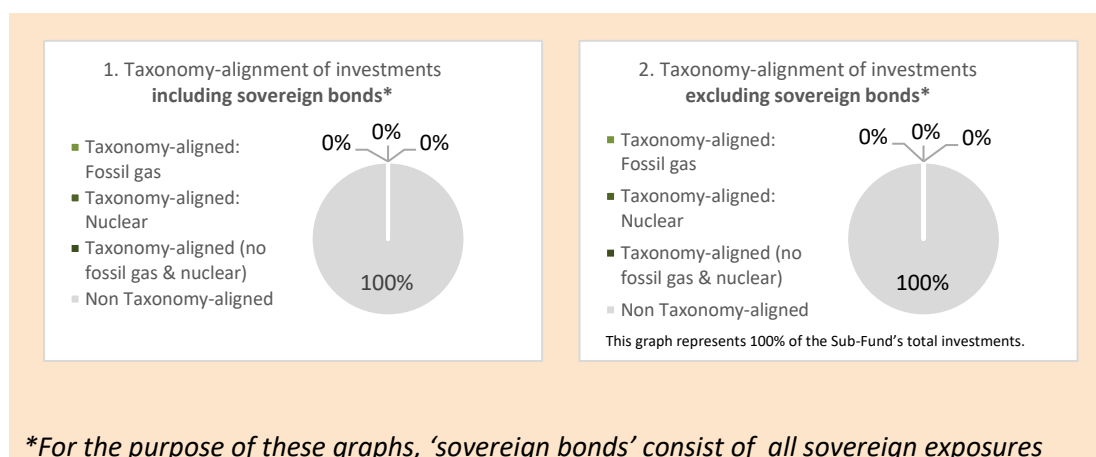 1. Taxonomy-alignment of investments
including sovereign bonds*
Taxonomy-aligned:
Fossil gas
Taxonomy-aligned:
Nuclear
Taxonomy-aligned (no
fossil gas & nuclear)
Non Taxonomy-aligned
0%
0%
0%
100%
2. Taxonomy-alignment of investments
excluding sovereign bonds*
Taxonomy-aligned:
Fossil gas
Taxonomy-aligned:
Nuclear
Taxonomy-aligned (no
fossil gas & nuclear)
Non Taxonomy-aligned
0%
0%
0%
100%
This graph represents 100% of the Sub-Fund's total investments.
*For the purpose of these graphs, ‘sovereign bonds’ consist of all sovereign exposures